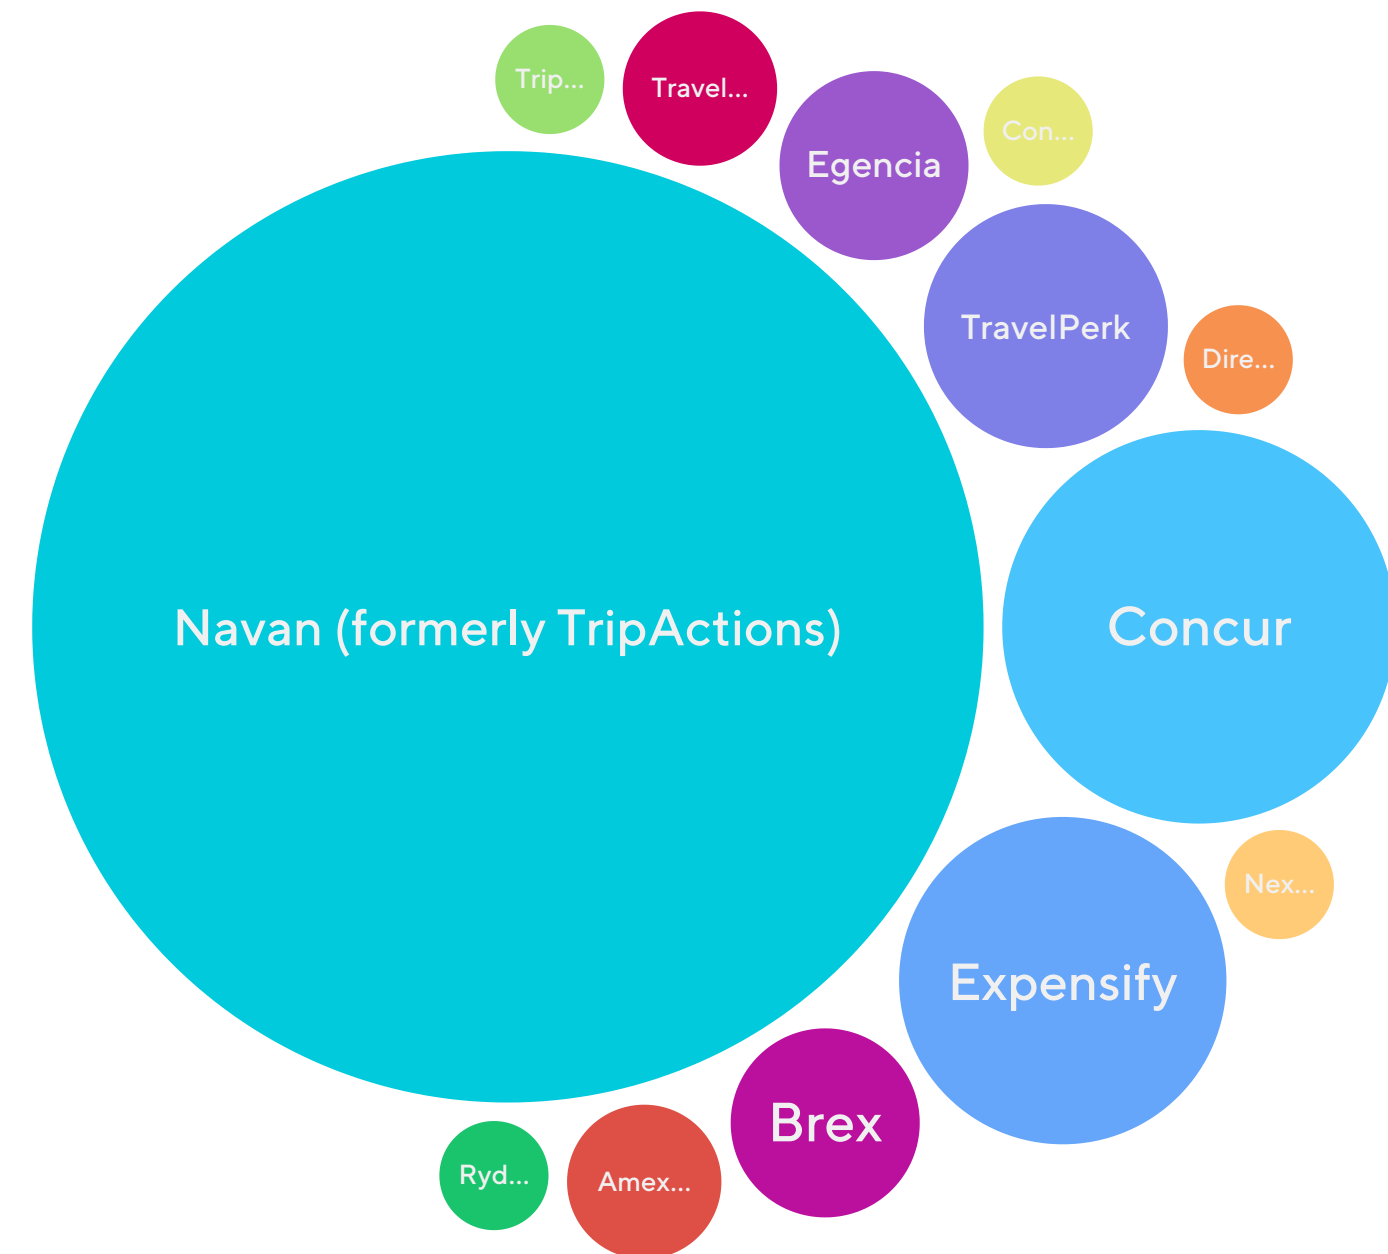 Trip...
Travel...
Egencia
Con...
TravelPerk
Dire...
Navan (formerly TripActions)
Concur
Nex...
Expensify
Brex
Ryd...
Amex...